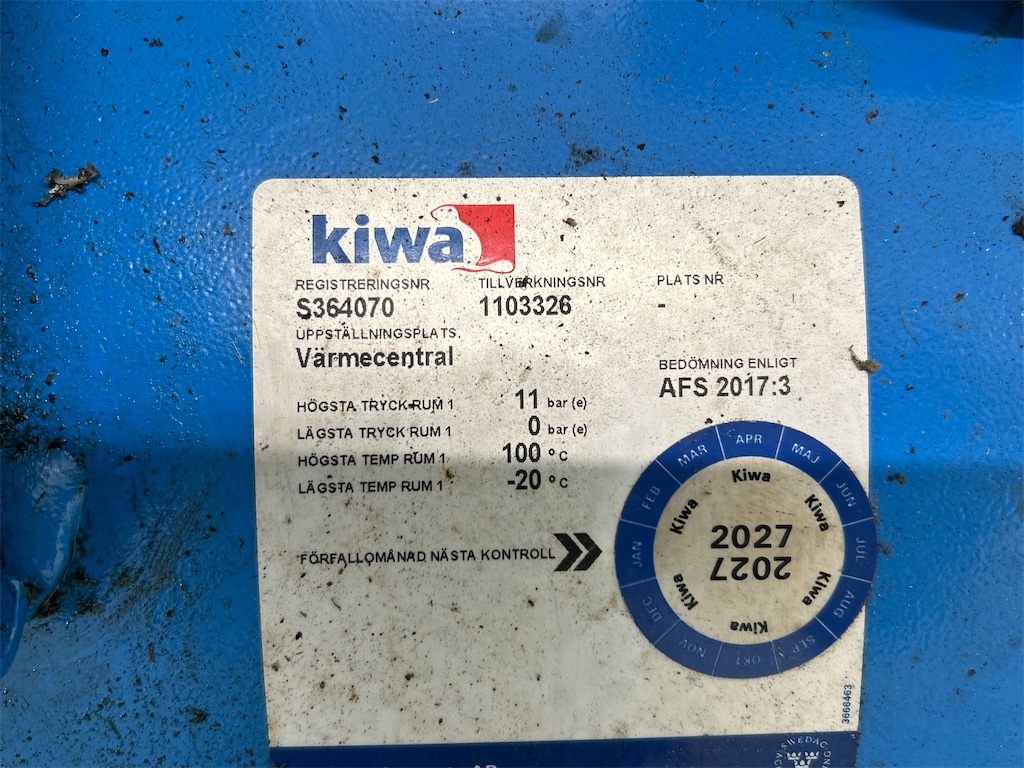 kiwa
REGISTRERINGSNR TILLVERKNINGSNR PLATS NR
S364070 1103326 -
UPPSTÄLLNINGSPLATS.
Värmecentral
BEDÖMNING ENLIGT
AFS 2017:3
HÖGSTA TRYCK RUM 1 11 bar (e)
LÄGSTA TRYCK RUM 1 0 bar (e)
HÖGSTA TEMP RUM 1 100 °C
LÄGSTA TEMP RUM 1 -20 °C
FÖRFALLOMÅNAD NÄSTA KONTROLL
JAN FEB MAR APR MAJ JUN JUL AUG SEP OKT NOV DEC
Kiwa Kiwa Kiwa Kiwa Kiwa Kiwa
2027
2027
3666463
SWEDAC